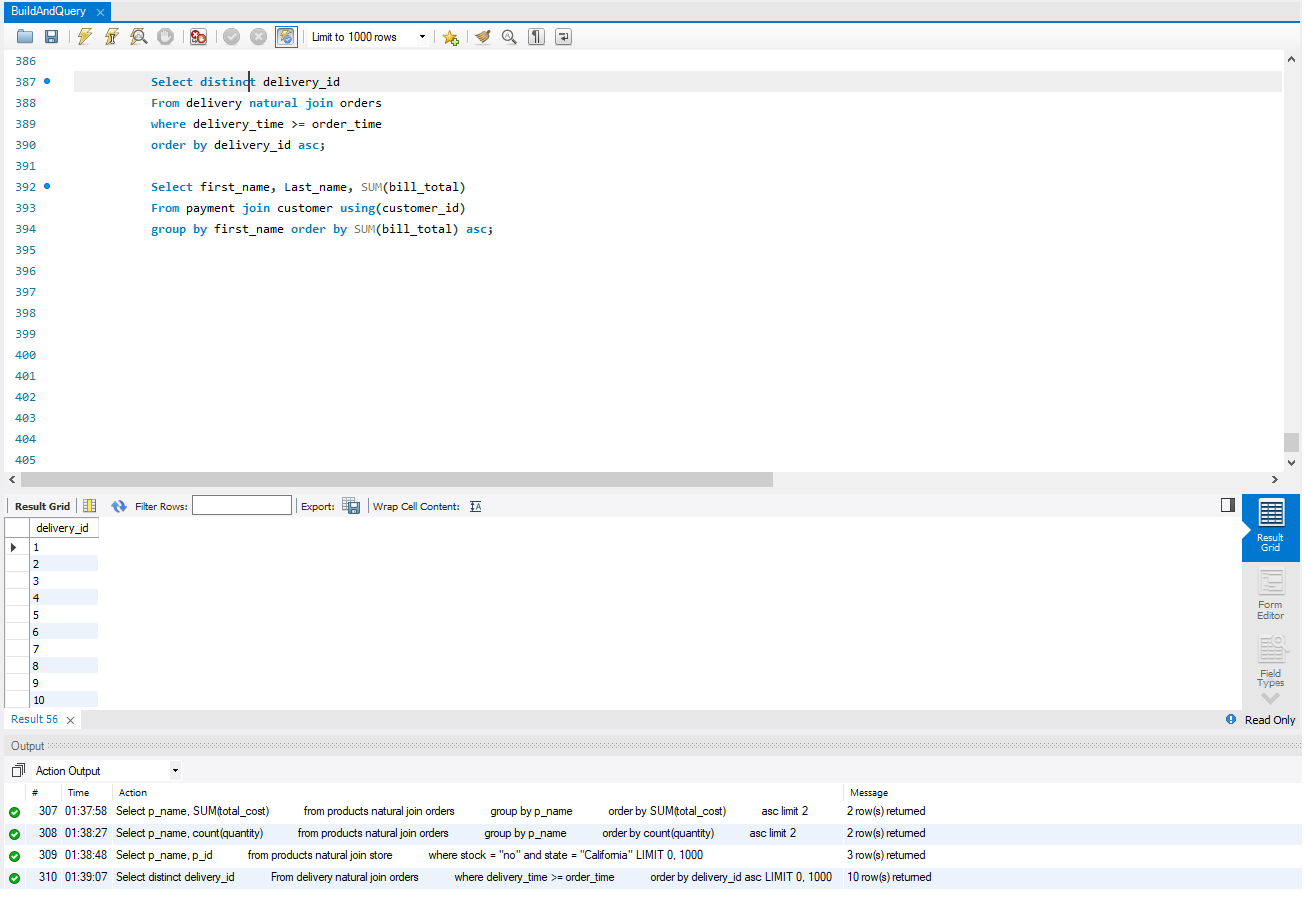 BuildAndQuery
Limit to 1000 rows
386
387 Select distinct delivery_id
388 From delivery natural join orders
389 where delivery_time >= order_time
390 order by delivery_id asc;
391
392 Select first_name, Last_name, SUM(bill_total)
393 From payment join customer using(customer_id)
394 group by first_name order by SUM(bill_total) asc;
395
396
397
398
399
400
401
402
403
404
405
Result Grid Filter Rows: Export: Wrap Cell Content:
delivery_id
1
2
3
4
5
6
7
8
9
10
Result
Grid
Form
Editor
Field
Types
Result 56 Read Only
Output
Action Output
# Time Action Message
307 01:37:58 Select p_name, SUM(total_cost) from products natural join orders group by p_name order by SUM(total_cost) asc limit 2 2 row(s) returned
308 01:38:27 Select p_name, count(quantity) from products natural join orders group by p_name order by count(quantity) asc limit 2 2 row(s) returned
309 01:38:48 Select p_name, p_id from products natural join store where stock = "no" and state = "California" LIMIT 0, 1000 3 row(s) returned
310 01:39:07 Select distinct delivery_id From delivery natural join orders where delivery_time >= order_time order by delivery_id asc LIMIT 0, 1000 10 row(s) returned